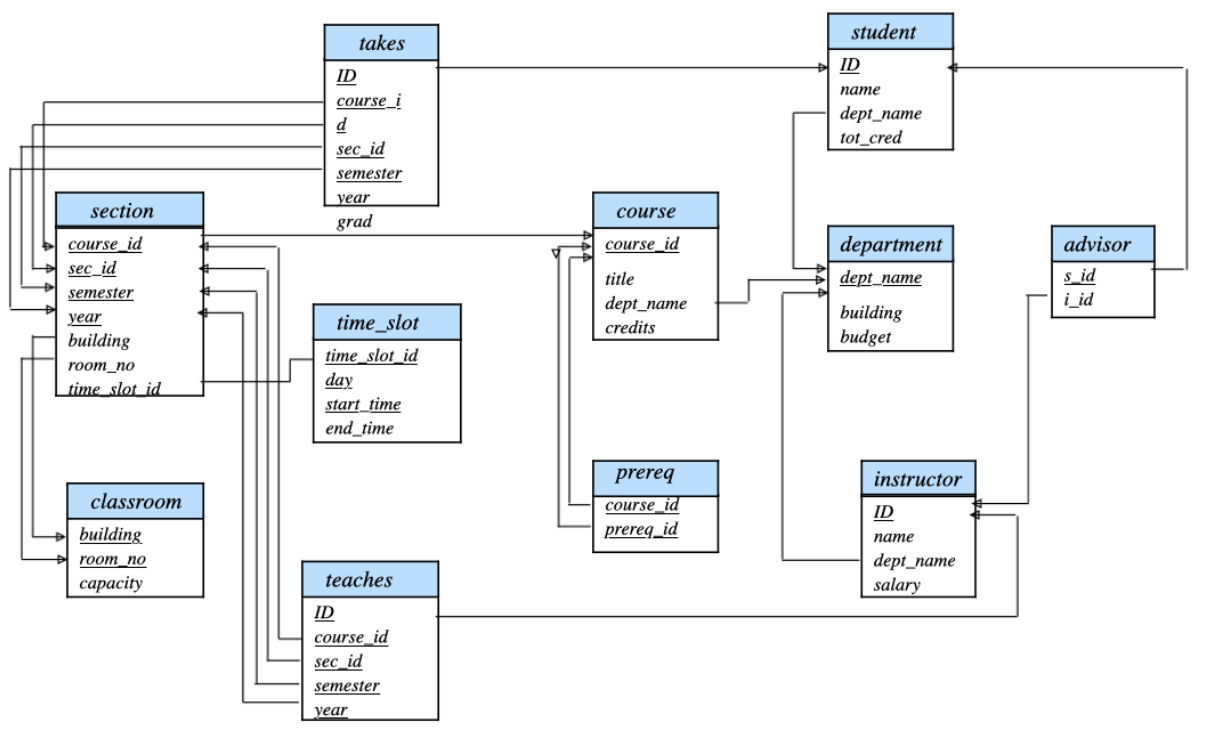 takes
ID
course_i
d
sec_id
semester
year
grad
student
ID
name
dept_name
tot_cred
section
course_id
sec_id
semester
year
building
room_no
time_slot_id
course
course_id
title
dept_name
credits
department
dept_name
building
budget
advisor
s_id
i_id
time_slot
time_slot_id
day
start_time
end_time
classroom
building
room_no
capacity
prereq
course_id
prereq_id
instructor
ID
name
dept_name
salary
teaches
ID
course_id
sec_id
semester
year